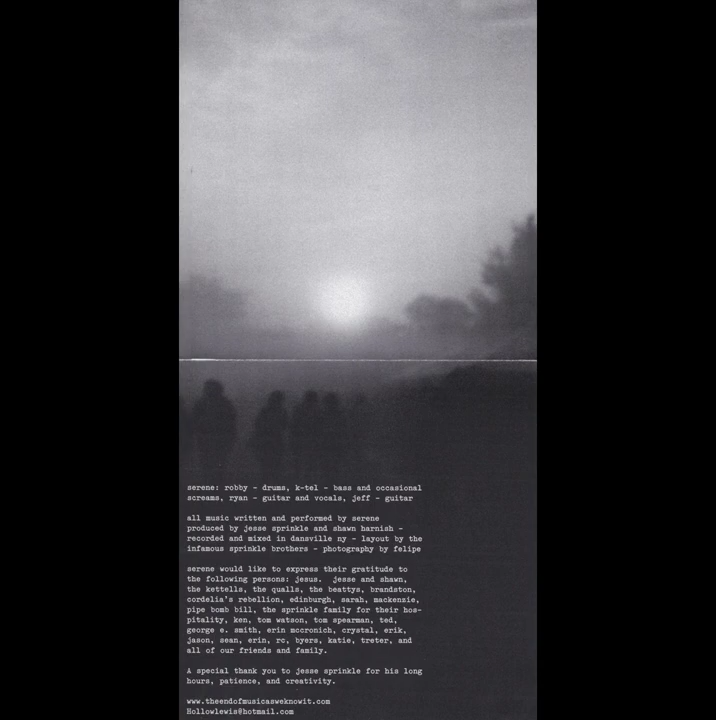 serene: robby - drums, k-tel - bass and occasional
screams, ryan - guitar and vocals, jeff - guitar
all music written and performed by serene
produced by jesse sprinkle and shawn harnish -
recorded and mixed in dansville ny - layout by the
infamous sprinkle brothers - photography by felipe
serene would like to express their gratitude to
the following persons: jesus. jesse and shawn,
the kettells, the qualls, the beattys, brandston,
cordelia's rebellion, edinburgh, sarah, mackenzie,
pipe bomb bill, the sprinkle family for their hos-
pitality, ken, tom watson, tom spearman, ted,
george e. smith, erin mccronich, crystal, erik,
jason, sean, erin, rc, byers, katie, treter, and
all of our friends and family.
A special thank you to jesse sprinkle for his long
hours, patience, and creativity.
www.theendofmusicasweknowit.com
Hollowlewis@hotmail.com